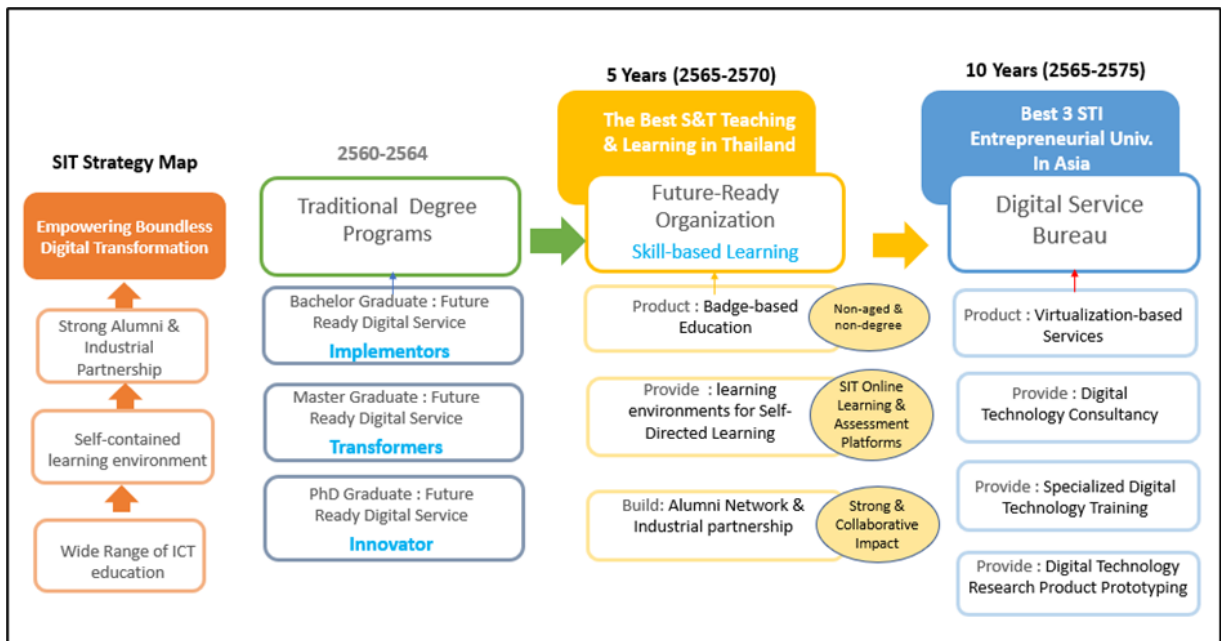 SIT Strategy Map
Empowering Boundless
Digital Transformation
Strong Alumni &
Industrial
Partnership
Self-contained
learning environment
Wide Range of ICT
education
2560-2564
Traditional Degree
Programs
Bachelor Graduate : Future
Ready Digital Service
Implementors
Master Graduate : Future
Ready Digital Service
Transformers
PhD Graduate : Future
Ready Digital Service
Innovator
5 Years (2565-2570)
The Best S&T Teaching
& Learning in Thailand
Future-Ready
Organization
Skill-based Learning
Product : Badge-based
Education
Non-aged &
non-degree
Provide : learning
environments for Self-
Directed Learning
SIT Online
Learning &
Assessment
Platforms
Build: Alumni Network &
Industrial partnership
Strong &
Collaborative
Impact
10 Years (2565-2575)
Best 3 STI
Entrepreneurial Univ.
In Asia
Digital Service
Bureau
Product : Virtualization-based
Services
Provide : Digital
Technology Consultancy
Provide : Specialized Digital
Technology Training
Provide : Digital Technology
Research Product Prototyping